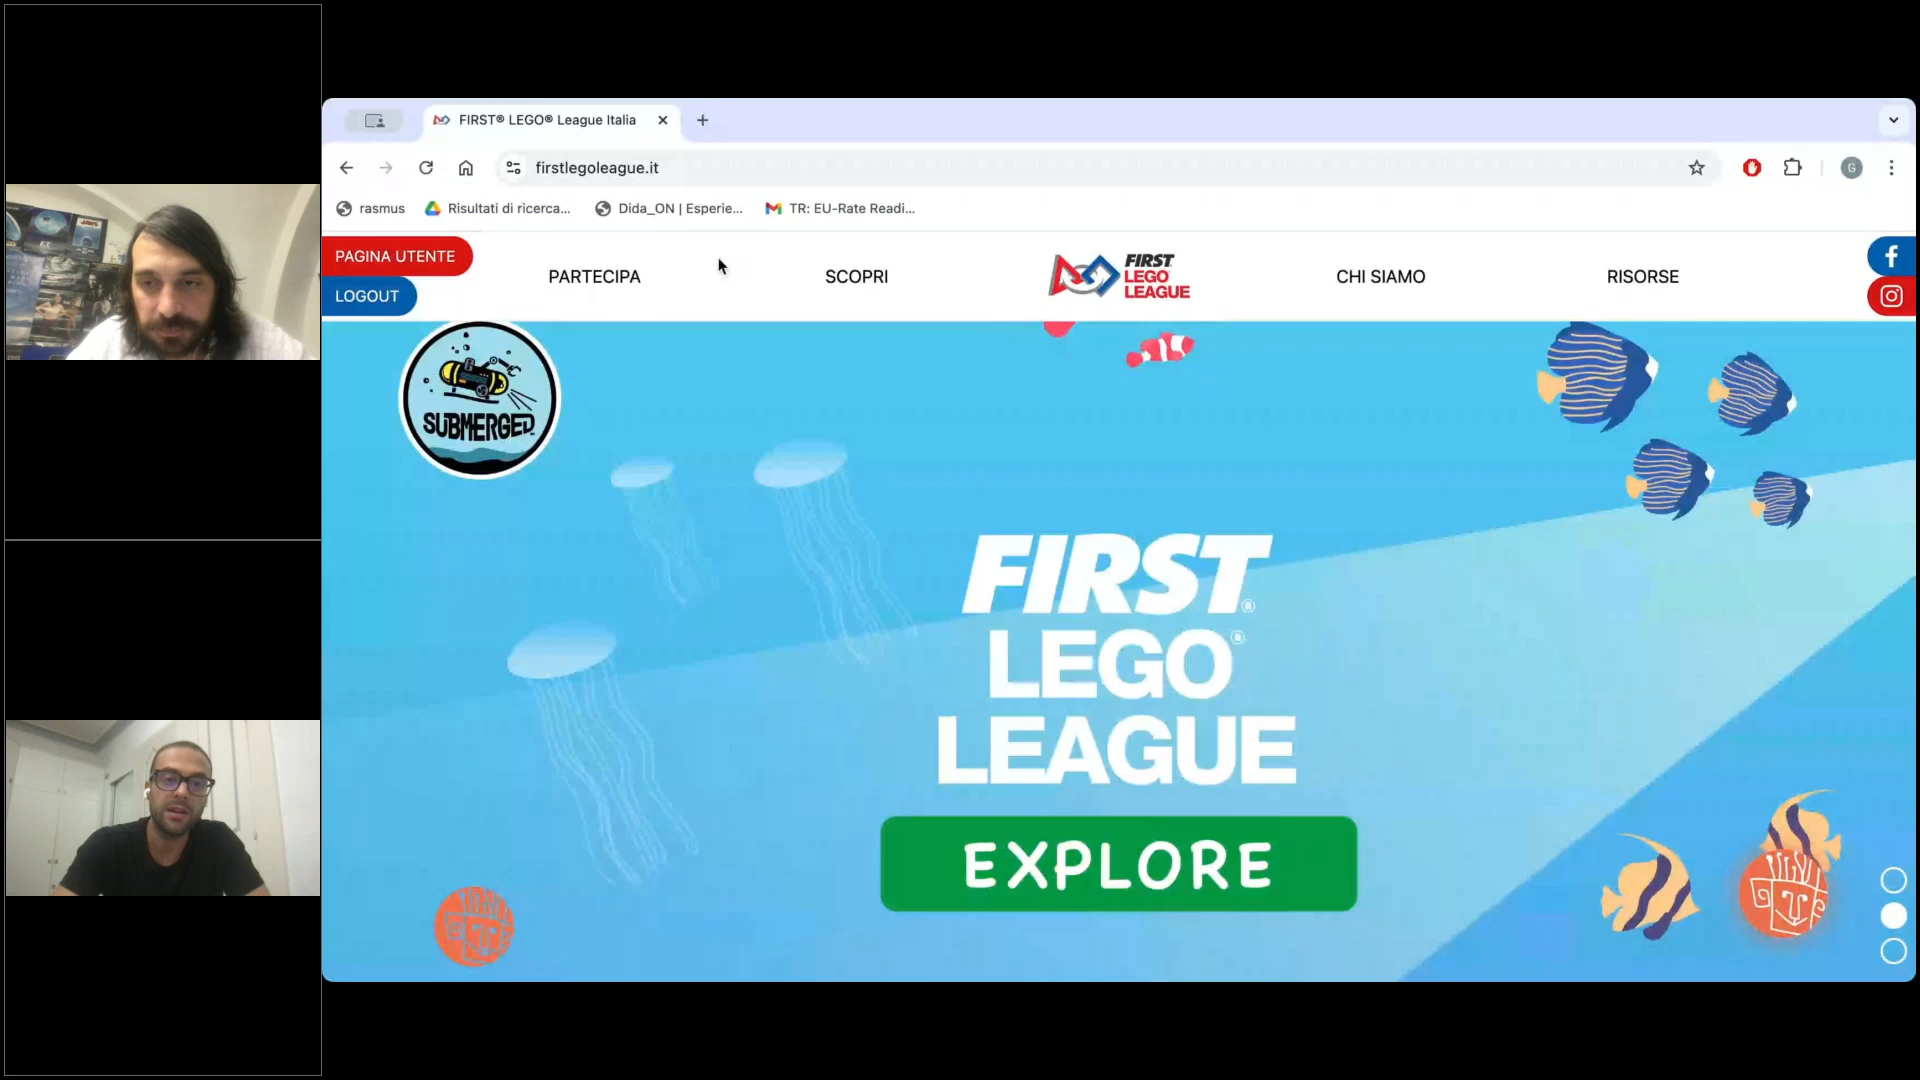 FIRST® LEGO® League Italia
firstlegoleague.it
G
rasmus
Risultati di ricerca...
Dida_ON | Esperie...
TR: EU-Rate Readi...
PAGINA UTENTE
LOGOUT
PARTECIPA
SCOPRI
FIRST
LEGO
LEAGUE
CHI SIAMO
RISORSE
SUBMERGED
FIRST®
LEGO®
LEAGUE
EXPLORE